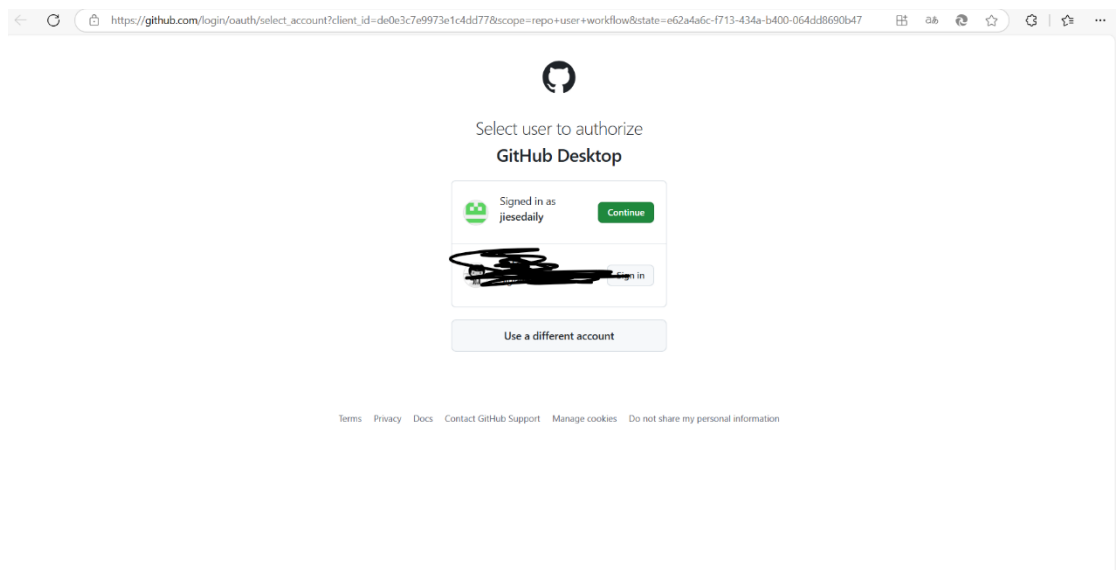 https://github.com/login/oauth/select_account?client_id=de0e3c7e9973e1c4dd77&scope=repo+user+workflow&state=e62a4a6c-f713-434a-b400-064dd8690b47
Select user to authorize
GitHub Desktop
Signed in as
jiesedaily
Continue
Sign in
Use a different account
Terms Privacy Docs Contact GitHub Support Manage cookies Do not share my personal information